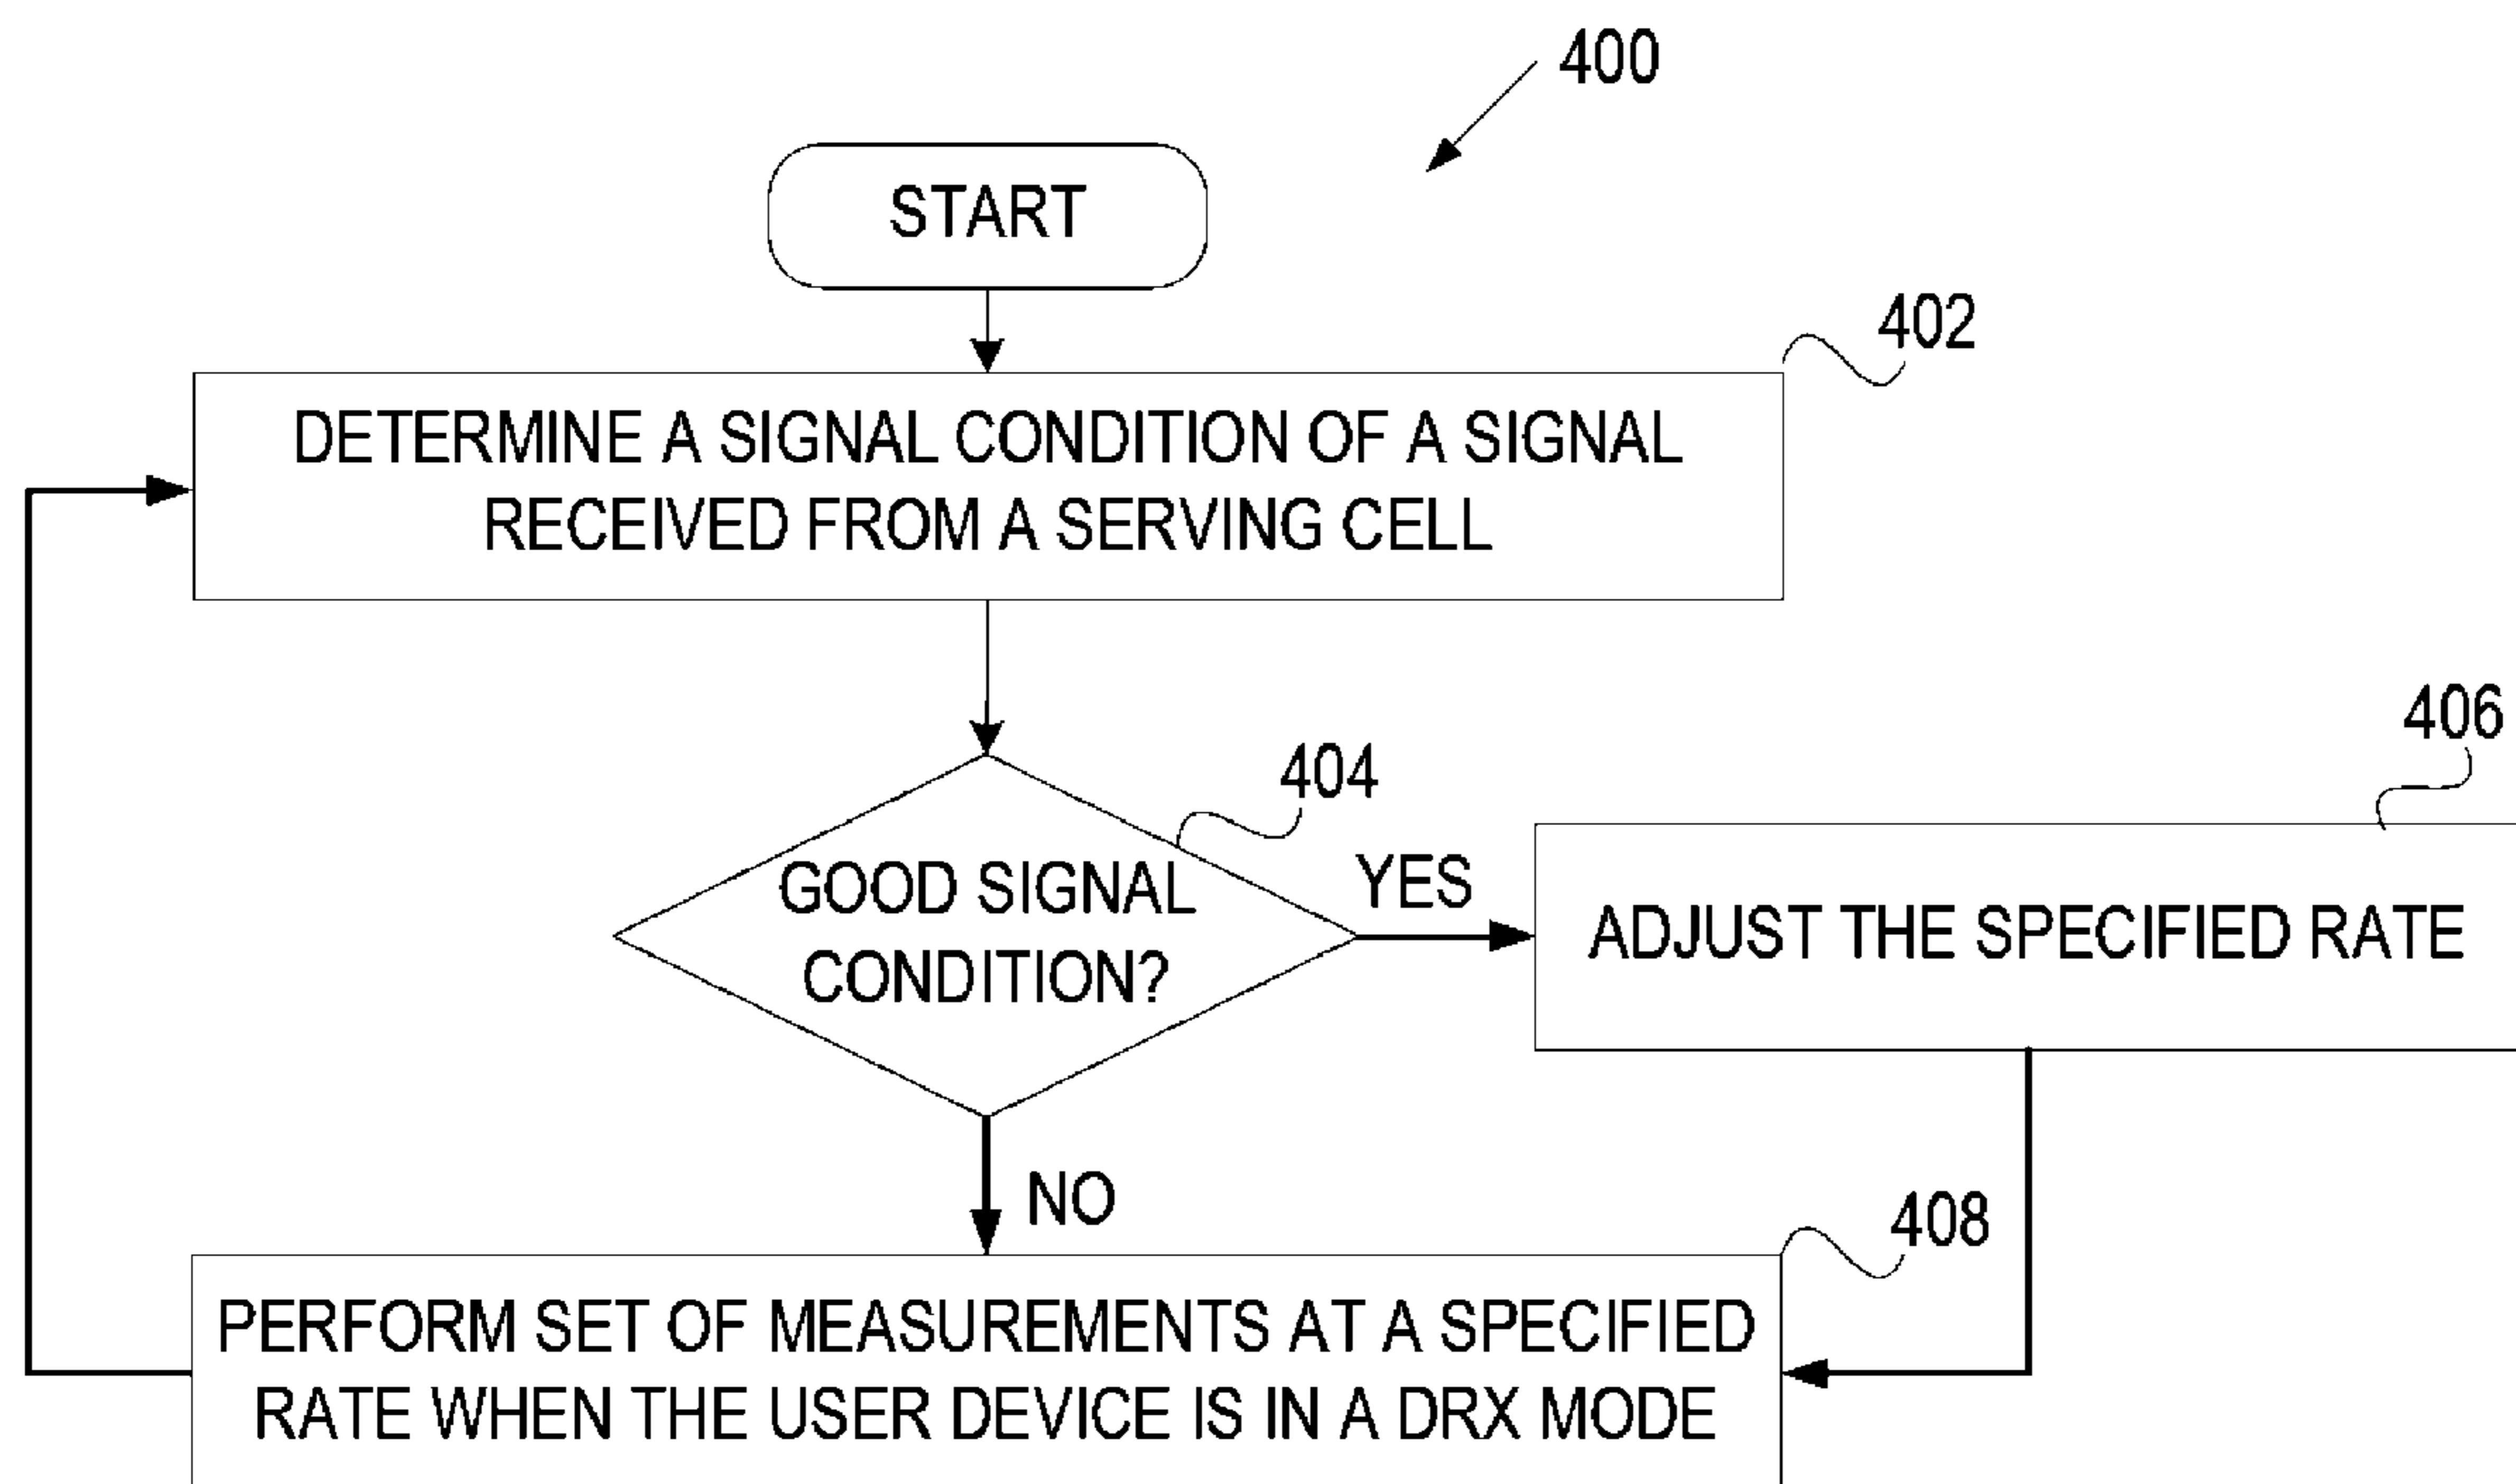 400
START
402
DETERMINE A SIGNAL CONDITION OF A SIGNAL
RECEIVED FROM A SERVING CELL
404
406
GOOD SIGNAL
CONDITION?
YES
ADJUST THE SPECIFIED RATE
NO
408
PERFORM SET OF MEASUREMENTS AT A SPECIFIED
RATE WHEN THE USER DEVICE IS IN A DRX MODE